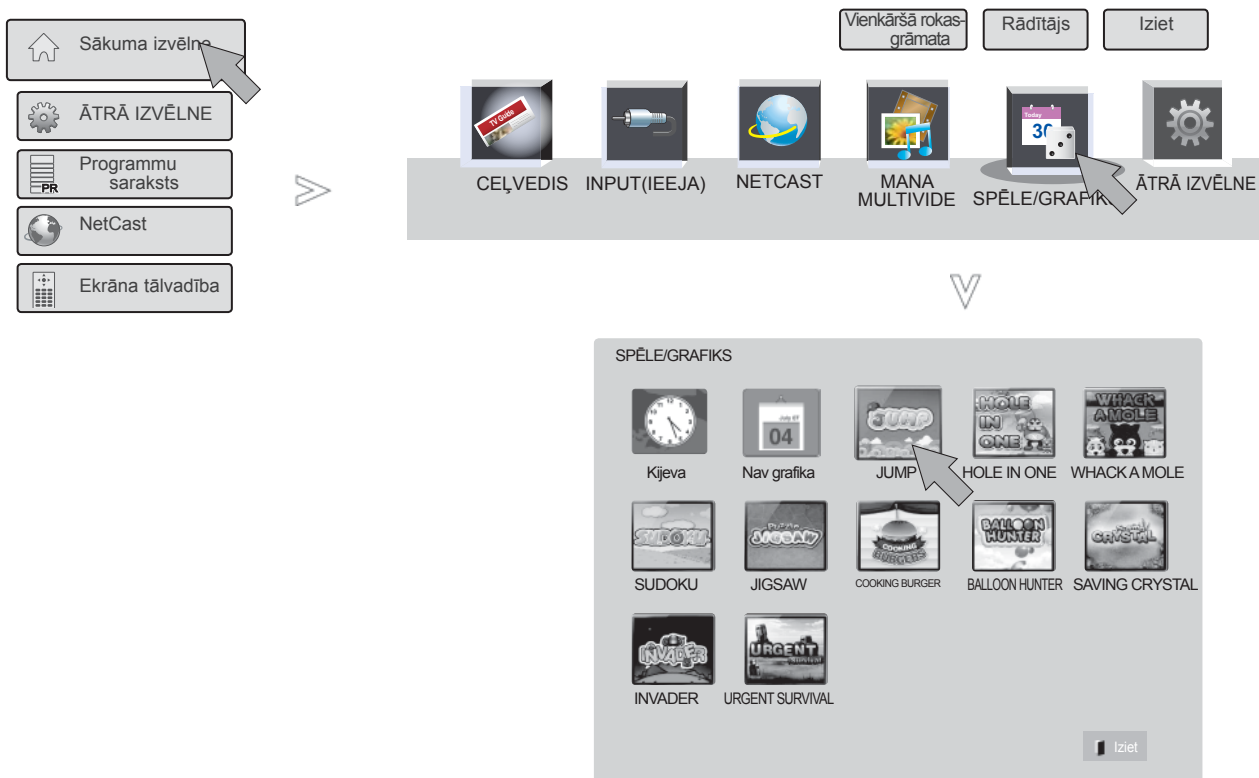 Sākuma izvēlne
ĀTRĀ IZVĒLNE
Programmu
saraksts
PR
NetCast
Ekrāna tālvadība
Vienkāršā rokas-
grāmata
Rādītājs
Iziet
TV Guide
Today
30
CEĻVEDIS
INPUT(IEEJA)
NETCAST
MANA
MULTIVIDE
SPĒLE/GRAFIKS
ĀTRĀ IZVĒLNE
SPĒLE/GRAFIKS
July 07
04
JUMP
HOLE
IN
ONE
WHACK
A MOLE
Kijeva
Nav grafika
JUMP
HOLE IN ONE
WHACK A MOLE
SUDOKU
JIGSAW
COOKING
BURGERS
BALLOON
HUNTER
CRYSTAL
SUDOKU
JIGSAW
COOKING BURGER
BALLOON HUNTER
SAVING CRYSTAL
INVADER
URGENT
INVADER
URGENT SURVIVAL
Iziet